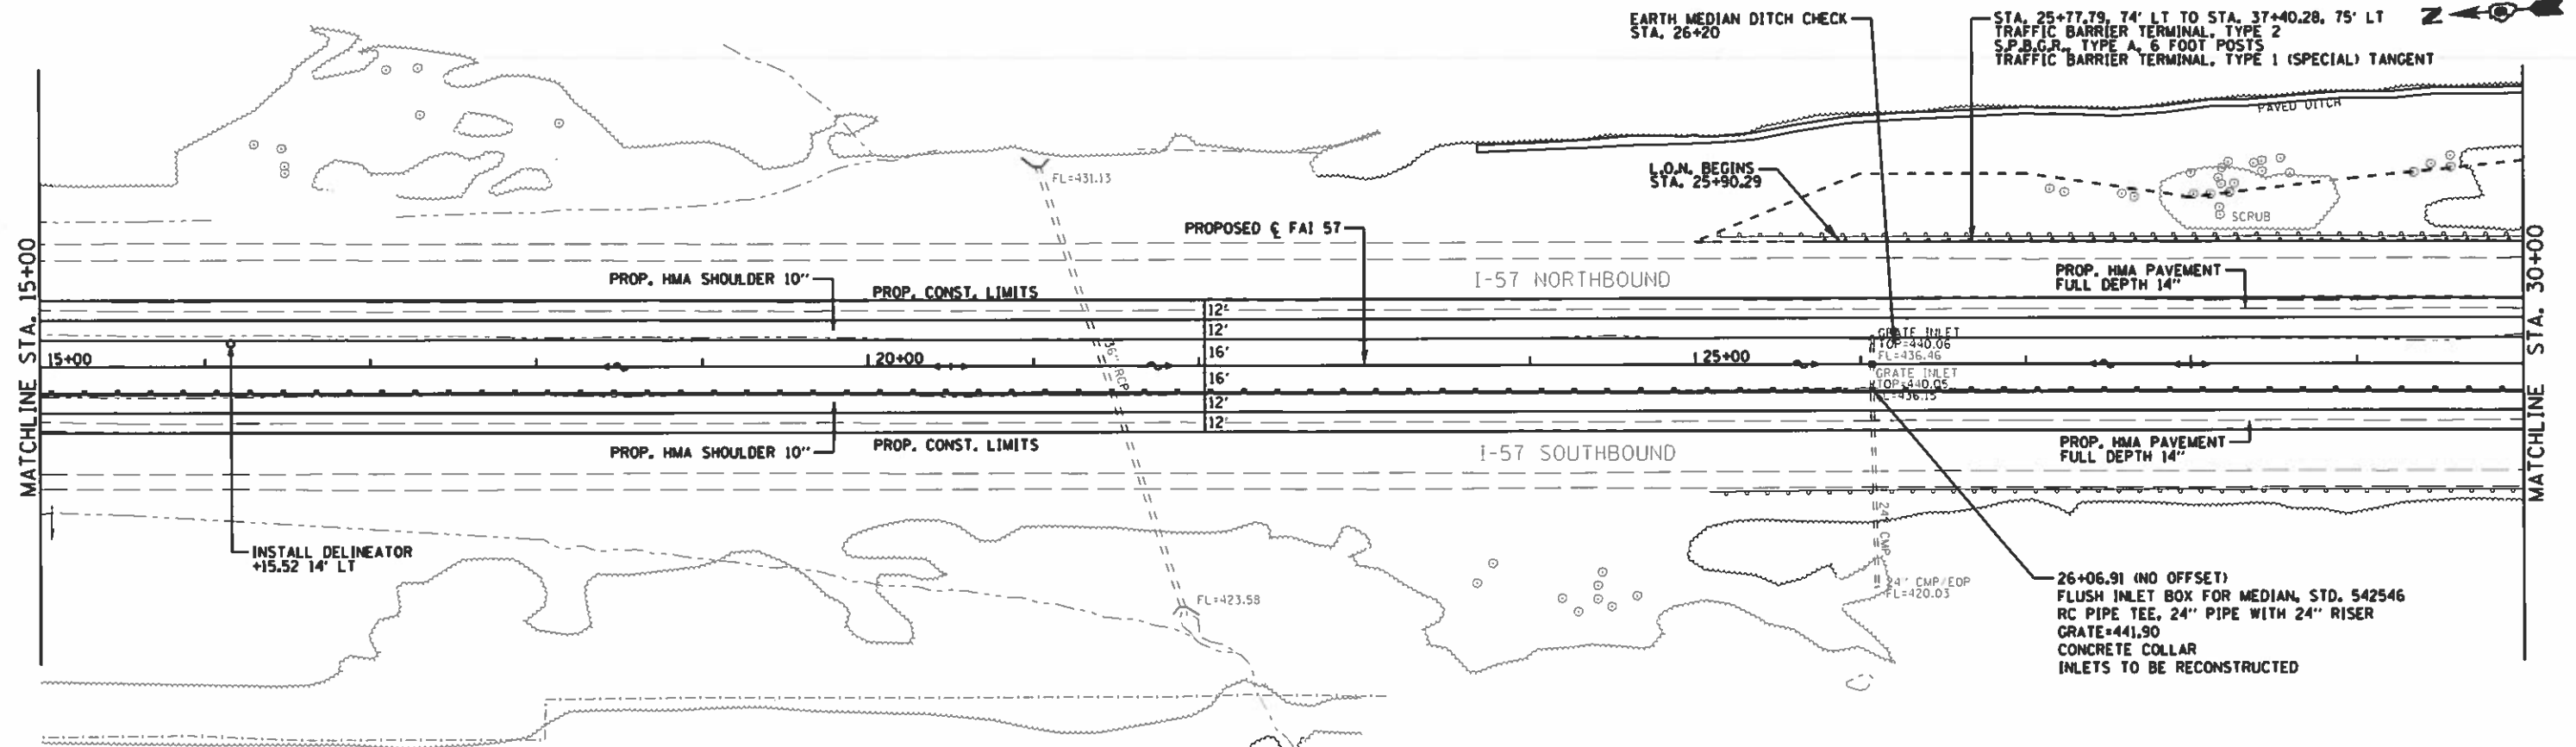 EARTH MEDIAN DITCH CHECK
STA. 26+20
STA. 25+77.79, 74' LT TO STA. 37+40.28, 75' LT
TRAFFIC BARRIER TERMINAL, TYPE 2
S.P.B.G.R., TYPE A, 6 FOOT POSTS
TRAFFIC BARRIER TERMINAL, TYPE 1 (SPECIAL) TANGENT
Z
PAVED DITCH
L.O.N. BEGINS
STA. 25+90.29
FL=431.13
SCRUB
PROPOSED ℄ FAI 57
MATCHLINE STA. 15+00
MATCHLINE STA. 30+00
PROP. HMA SHOULDER 10"
PROP. CONST. LIMITS
I-57 NORTHBOUND
PROP. HMA PAVEMENT
FULL DEPTH 14"
12'
12'
16'
16'
12'
12'
15+00
20+00
25+00
36" RCP
GRATE INLET
TOP=440.06
FL=436.46
GRATE INLET
TOP=440.05
FL=436.15
PROP. HMA SHOULDER 10"
PROP. CONST. LIMITS
I-57 SOUTHBOUND
PROP. HMA PAVEMENT
FULL DEPTH 14"
24" CMP
INSTALL DELINEATOR
+15.52 14' LT
FL=423.58
24" CMP/EOP
FL=420.03
26+06.91 (NO OFFSET)
FLUSH INLET BOX FOR MEDIAN, STD. 542546
RC PIPE TEE, 24" PIPE WITH 24" RISER
GRATE=441.90
CONCRETE COLLAR
INLETS TO BE RECONSTRUCTED